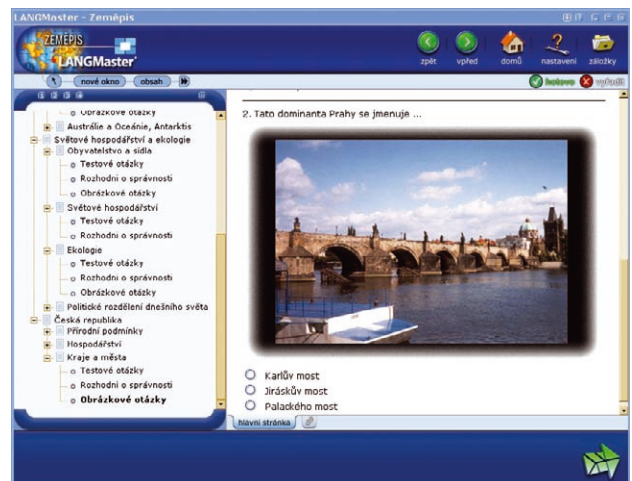 LANGMaster - Zeměpis
ZEMĚPIS
LANGMaster
zpět
vpřed
domů
nastavení
záložky
nové okno
obsah
hotovo
vyřadit
Obrázkové otázky
Austrálie a Oceánie, Antarktis
Světové hospodářství a ekologie
Obyvatelstvo a sídla
Testové otázky
Rozhodni o správnosti
Obrázkové otázky
Světové hospodářství
Testové otázky
Rozhodni o správnosti
Ekologie
Testové otázky
Rozhodni o správnosti
Obrázkové otázky
Politické rozdělení dnešního světa
Česká republika
Přírodní podmínky
Hospodářství
Kraje a města
Testové otázky
Rozhodni o správnosti
Obrázkové otázky
2. Tato dominanta Prahy se jmenuje ...
Karlův most
Jiráskův most
Palackého most
hlavní stránka